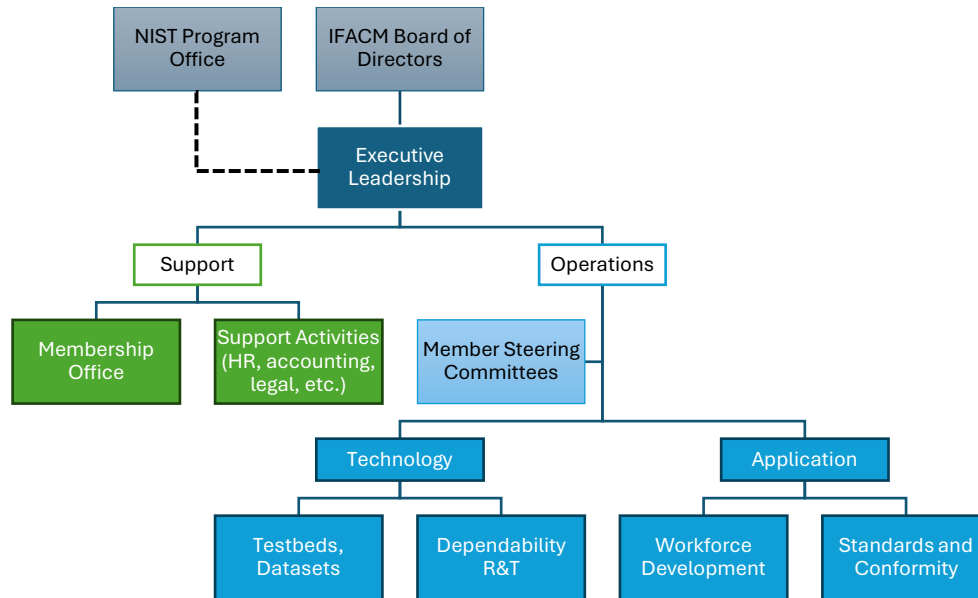 NIST Program
Office
IFACM Board of
Directors
Executive
Leadership
Support
Operations
Membership
Office
Support Activities
(HR, accounting,
legal, etc.)
Member Steering
Committees
Technology
Application
Testbeds,
Datasets
Dependability
R&T
Workforce
Development
Standards and
Conformity